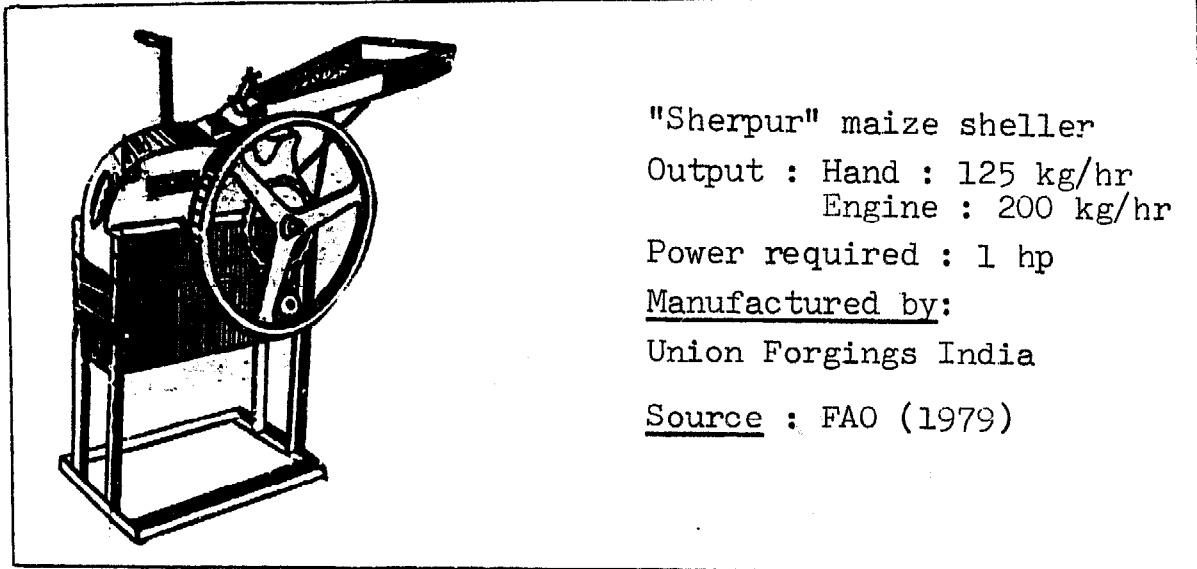 "Sherpur" maize sheller
Output : Hand : 125 kg/hr
Engine : 200 kg/hr
Power required : 1 hp
Manufactured by:
Union Forgings India
Source : FAO (1979)